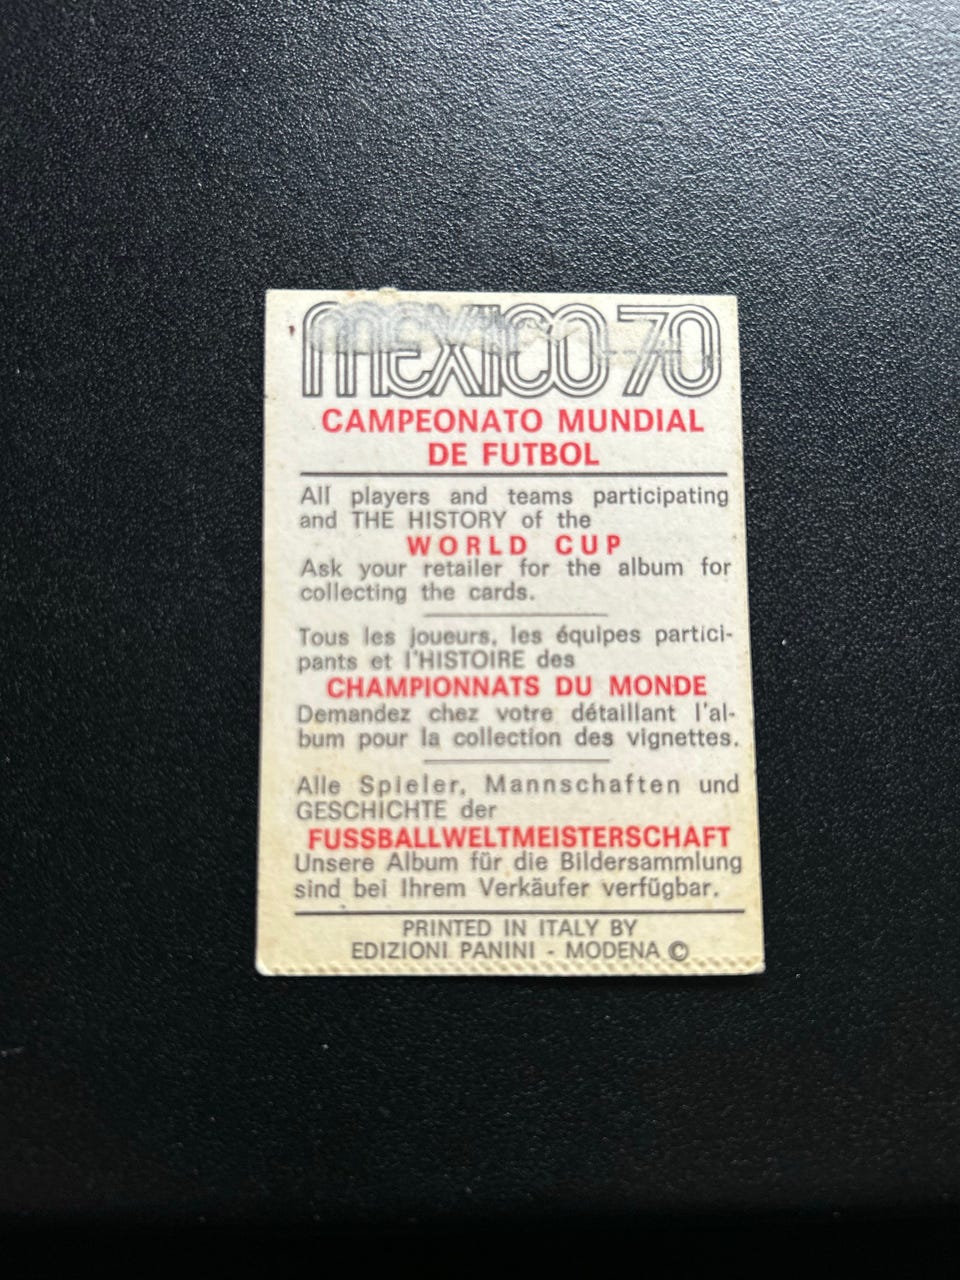 MEXICO 70
CAMPEONATO MUNDIAL
DE FUTBOL
All players and teams participating
and THE HISTORY of the
WORLD CUP
Ask your retailer for the album for
collecting the cards.
Tous les joueurs, les équipes partici-
pants et l'HISTOIRE des
CHAMPIONNATS DU MONDE
Demandez chez votre détaillant l'al-
bum pour la collection des vignettes.
Alle Spieler, Mannschaften und
GESCHICHTE der
FUSSBALLWELTMEISTERSCHAFT
Unsere Album für die Bildersammlung
sind bei Ihrem Verkäufer verfügbar.
PRINTED IN ITALY BY
EDIZIONI PANINI - MODENA ©